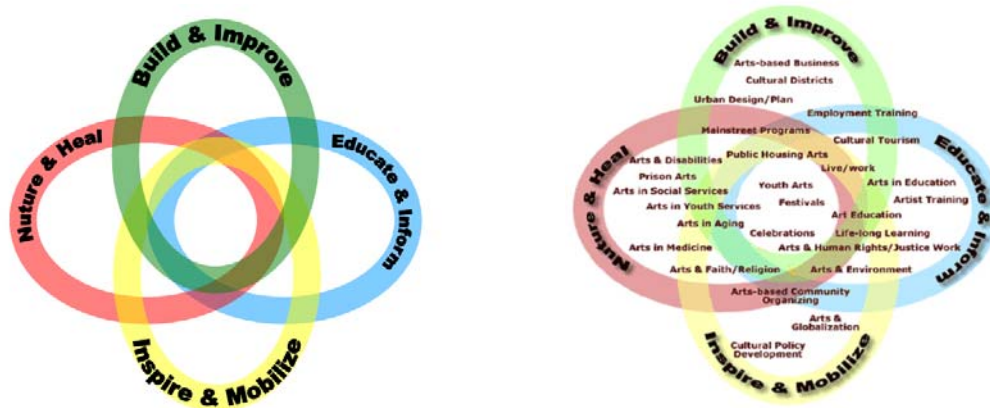 Build & Improve
Nuture & Heal
Educate & Inform
Inspire & Mobilize
Build & Improve
Arts-based Business
Cultural Districts
Urban Design/Plan
Employment Training
Mainstreet Programs
Cultural Tourism
Nuture & Heal
Educate & Inform
Arts & Disabilities
Public Housing Arts
Live/work
Prison Arts
Youth Arts
Arts in Education
Arts in Social Services
Festivals
Artist Training
Arts in Youth Services
Art Education
Arts in Aging
Celebrations
Life-long Learning
Arts in Medicine
Arts & Human Rights/Justice Work
Arts & Faith/Religion
Arts & Environment
Arts-based Community
Organizing
Arts &
Globalization
Cultural Policy
Development
Inspire & Mobilize